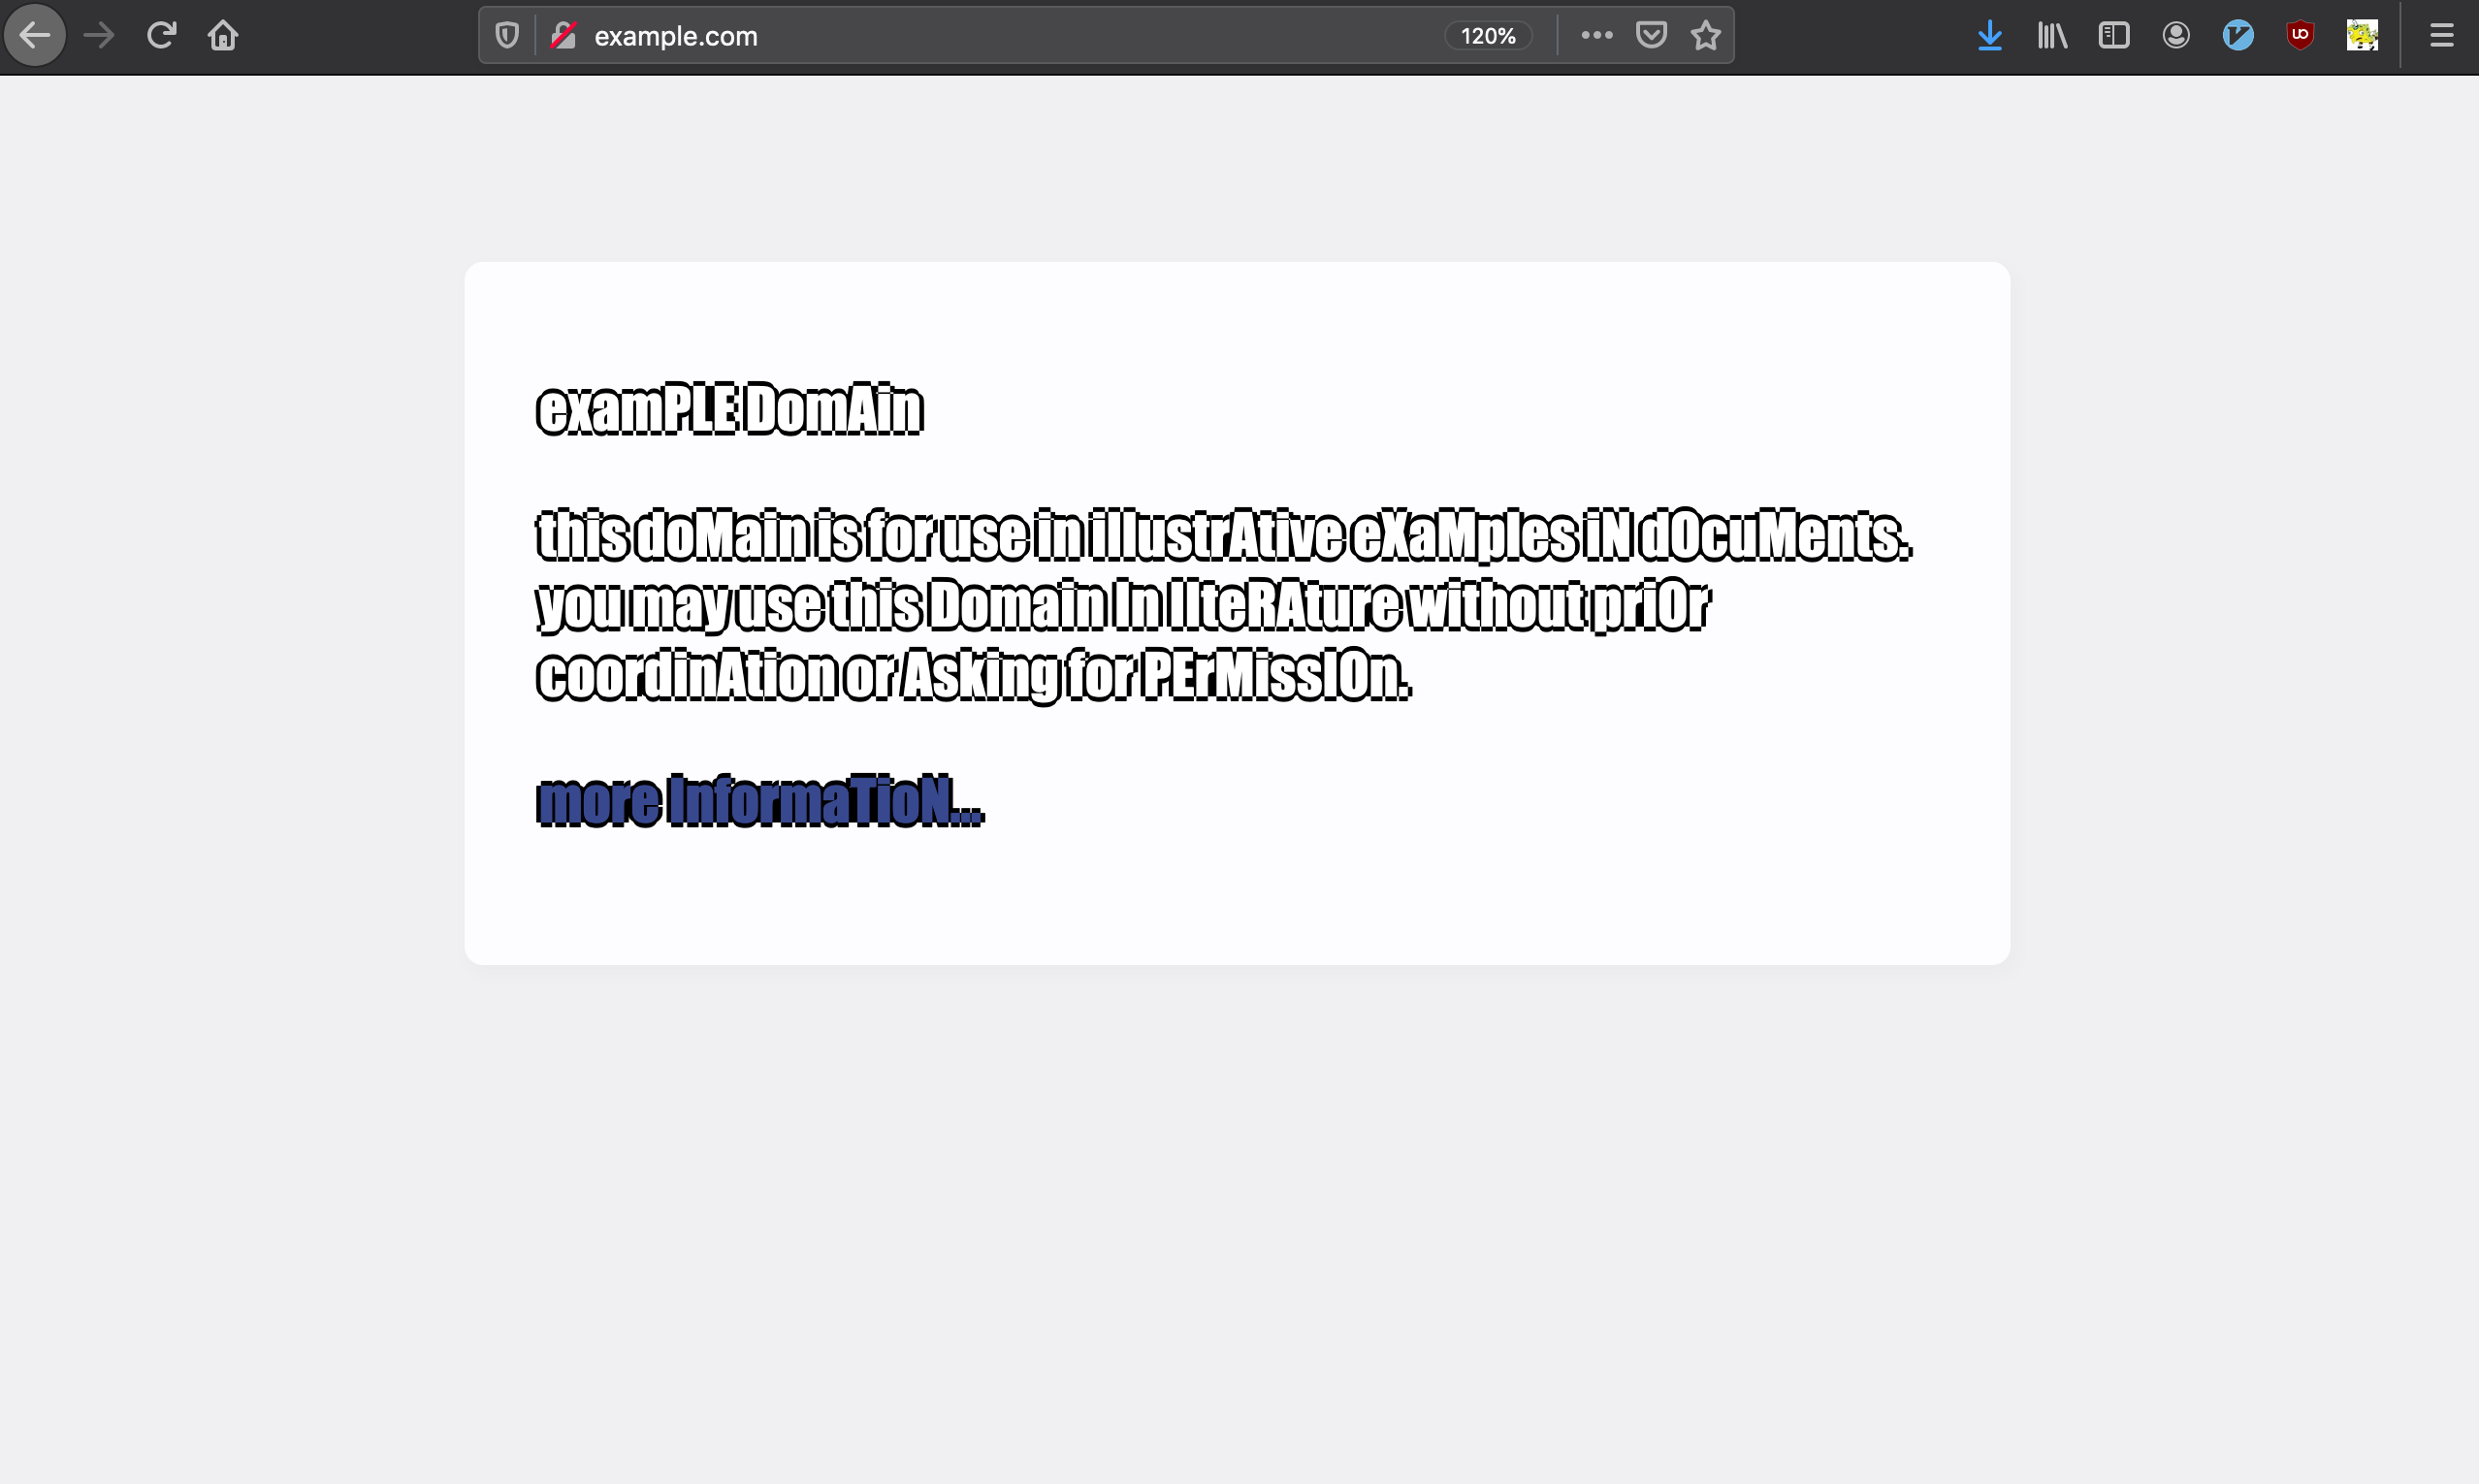 example.com 120%
examPLE DomAin
this doMain is for use in illustrAtive eXaMples iN dOcuMents.
you may use this Domain In lIteRAture without priOr
coordinAtion or AskIng for PErMissIOn.
more InformaTioN...